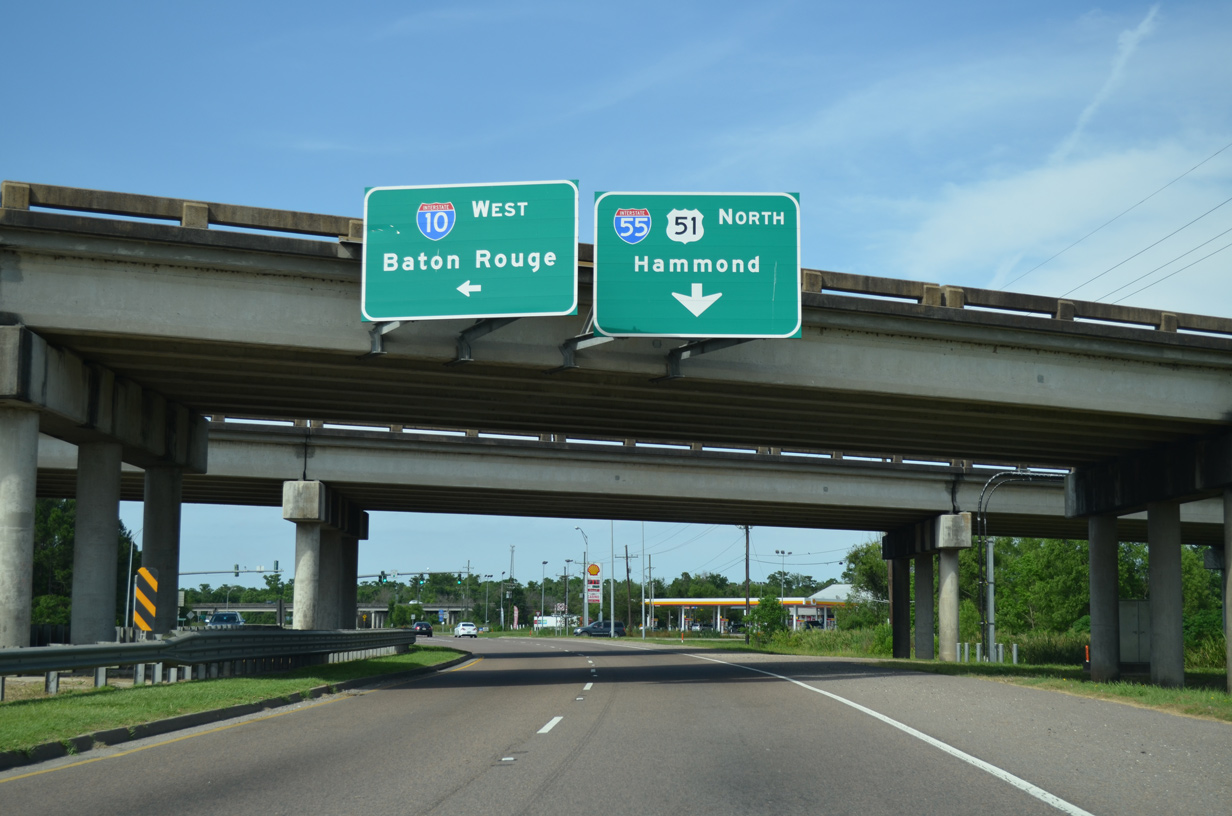 INTERSTATE
10
WEST
Baton Rouge
INTERSTATE
55
51
NORTH
Hammond